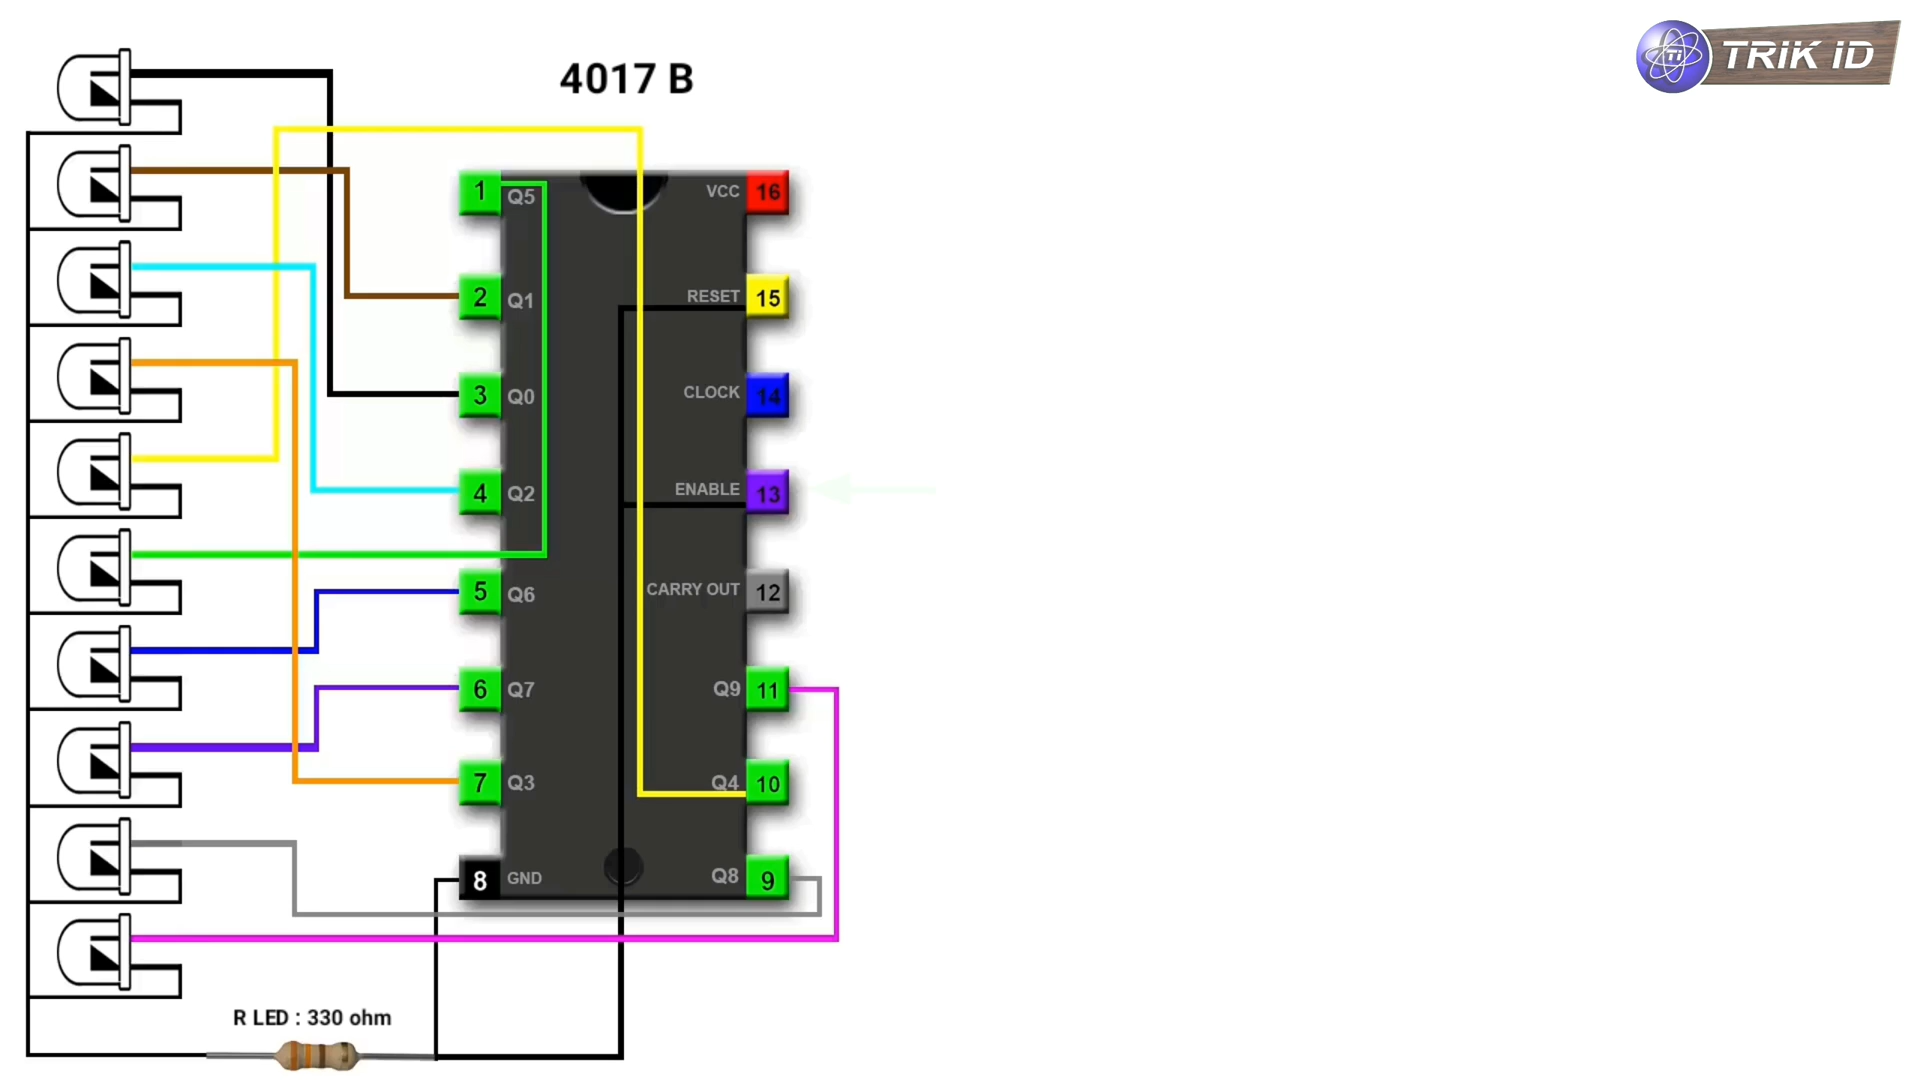 4017 B
TRIK iD
Ti
1 Q5
VCC 16
2 Q1
RESET 15
3 Q0
CLOCK 14
4 Q2
ENABLE 13
5 Q6
CARRY OUT 12
6 Q7
Q9 11
7 Q3
Q4 10
8 GND
Q8 9
R LED : 330 ohm